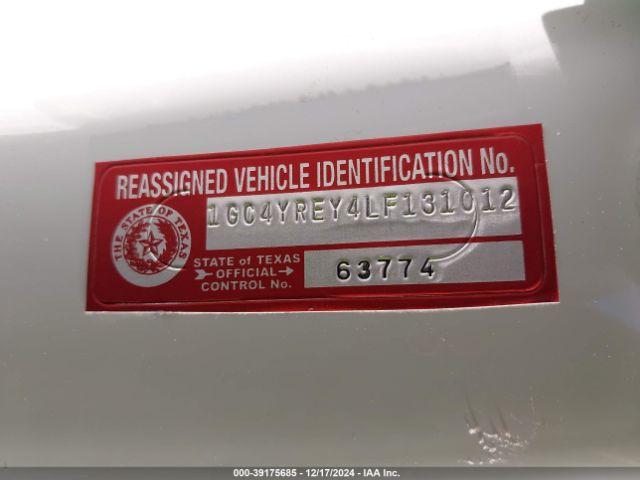 REASSIGNED VEHICLE IDENTIFICATION No.
1GC4YREY4LF131012
THE STATE OF TEXAS
STATE of TEXAS
OFFICIAL
CONTROL No.
63774
000-39175685 - 12/17/2024 - IAA Inc.